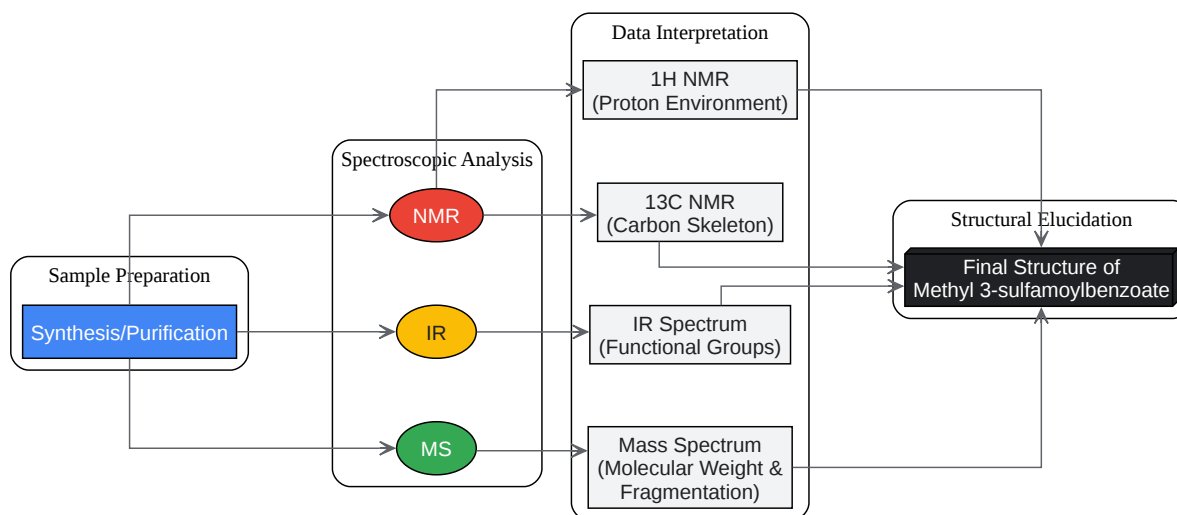 Sample Preparation
Synthesis/Purification
Spectroscopic Analysis
NMR
IR
MS
Data Interpretation
1H NMR
(Proton Environment)
13C NMR
(Carbon Skeleton)
IR Spectrum
(Functional Groups)
Mass Spectrum
(Molecular Weight &
Fragmentation)
Structural Elucidation
Final Structure of
Methyl 3-sulfamoylbenzoate